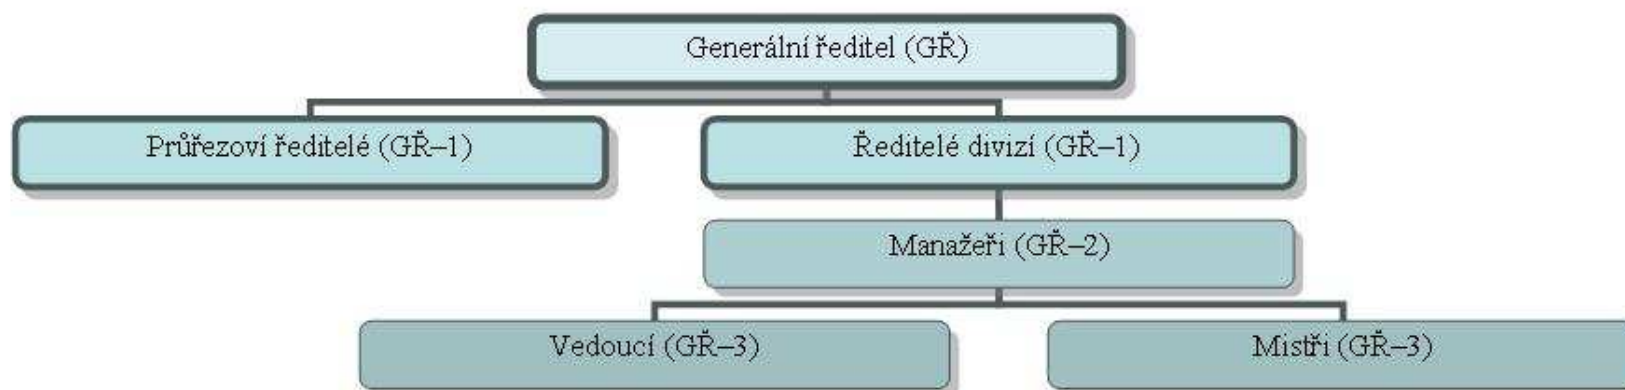 Generální ředitel (GŘ)
Průřezoví ředitelé (GŘ–1)
Ředitelé divizí (GŘ–1)
Manažeři (GŘ–2)
Vedoucí (GŘ–3)
Mistři (GŘ–3)